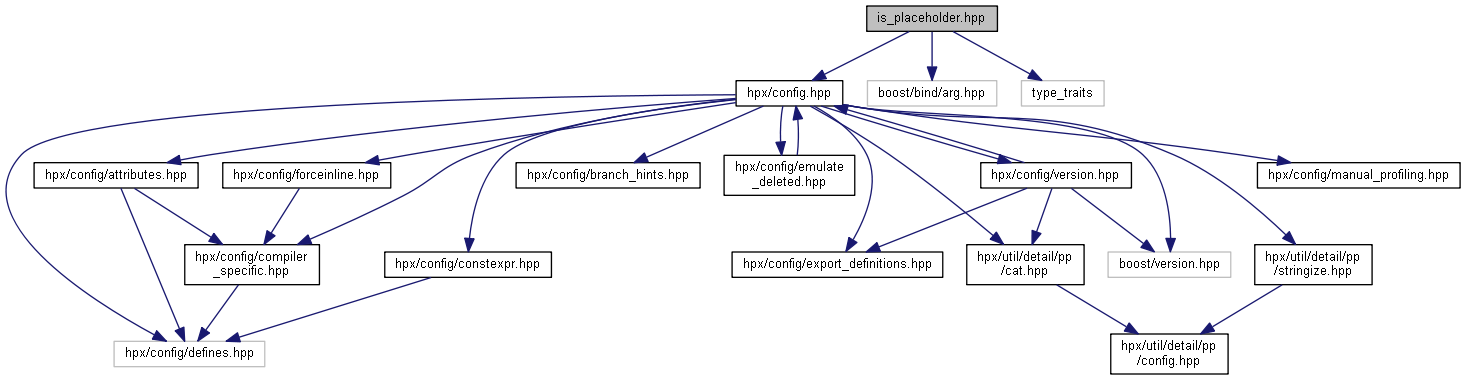 is_placeholder.hpp
hpx/config.hpp
boost/bind/arg.hpp
type_traits
hpx/config/attributes.hpp
hpx/config/forceinline.hpp
hpx/config/branch_hints.hpp
hpx/config/emulate
_deleted.hpp
hpx/config/version.hpp
hpx/config/manual_profiling.hpp
hpx/config/compiler
_specific.hpp
hpx/config/constexpr.hpp
hpx/config/export_definitions.hpp
hpx/util/detail/pp
/cat.hpp
boost/version.hpp
hpx/util/detail/pp
/stringize.hpp
hpx/config/defines.hpp
hpx/util/detail/pp
/config.hpp